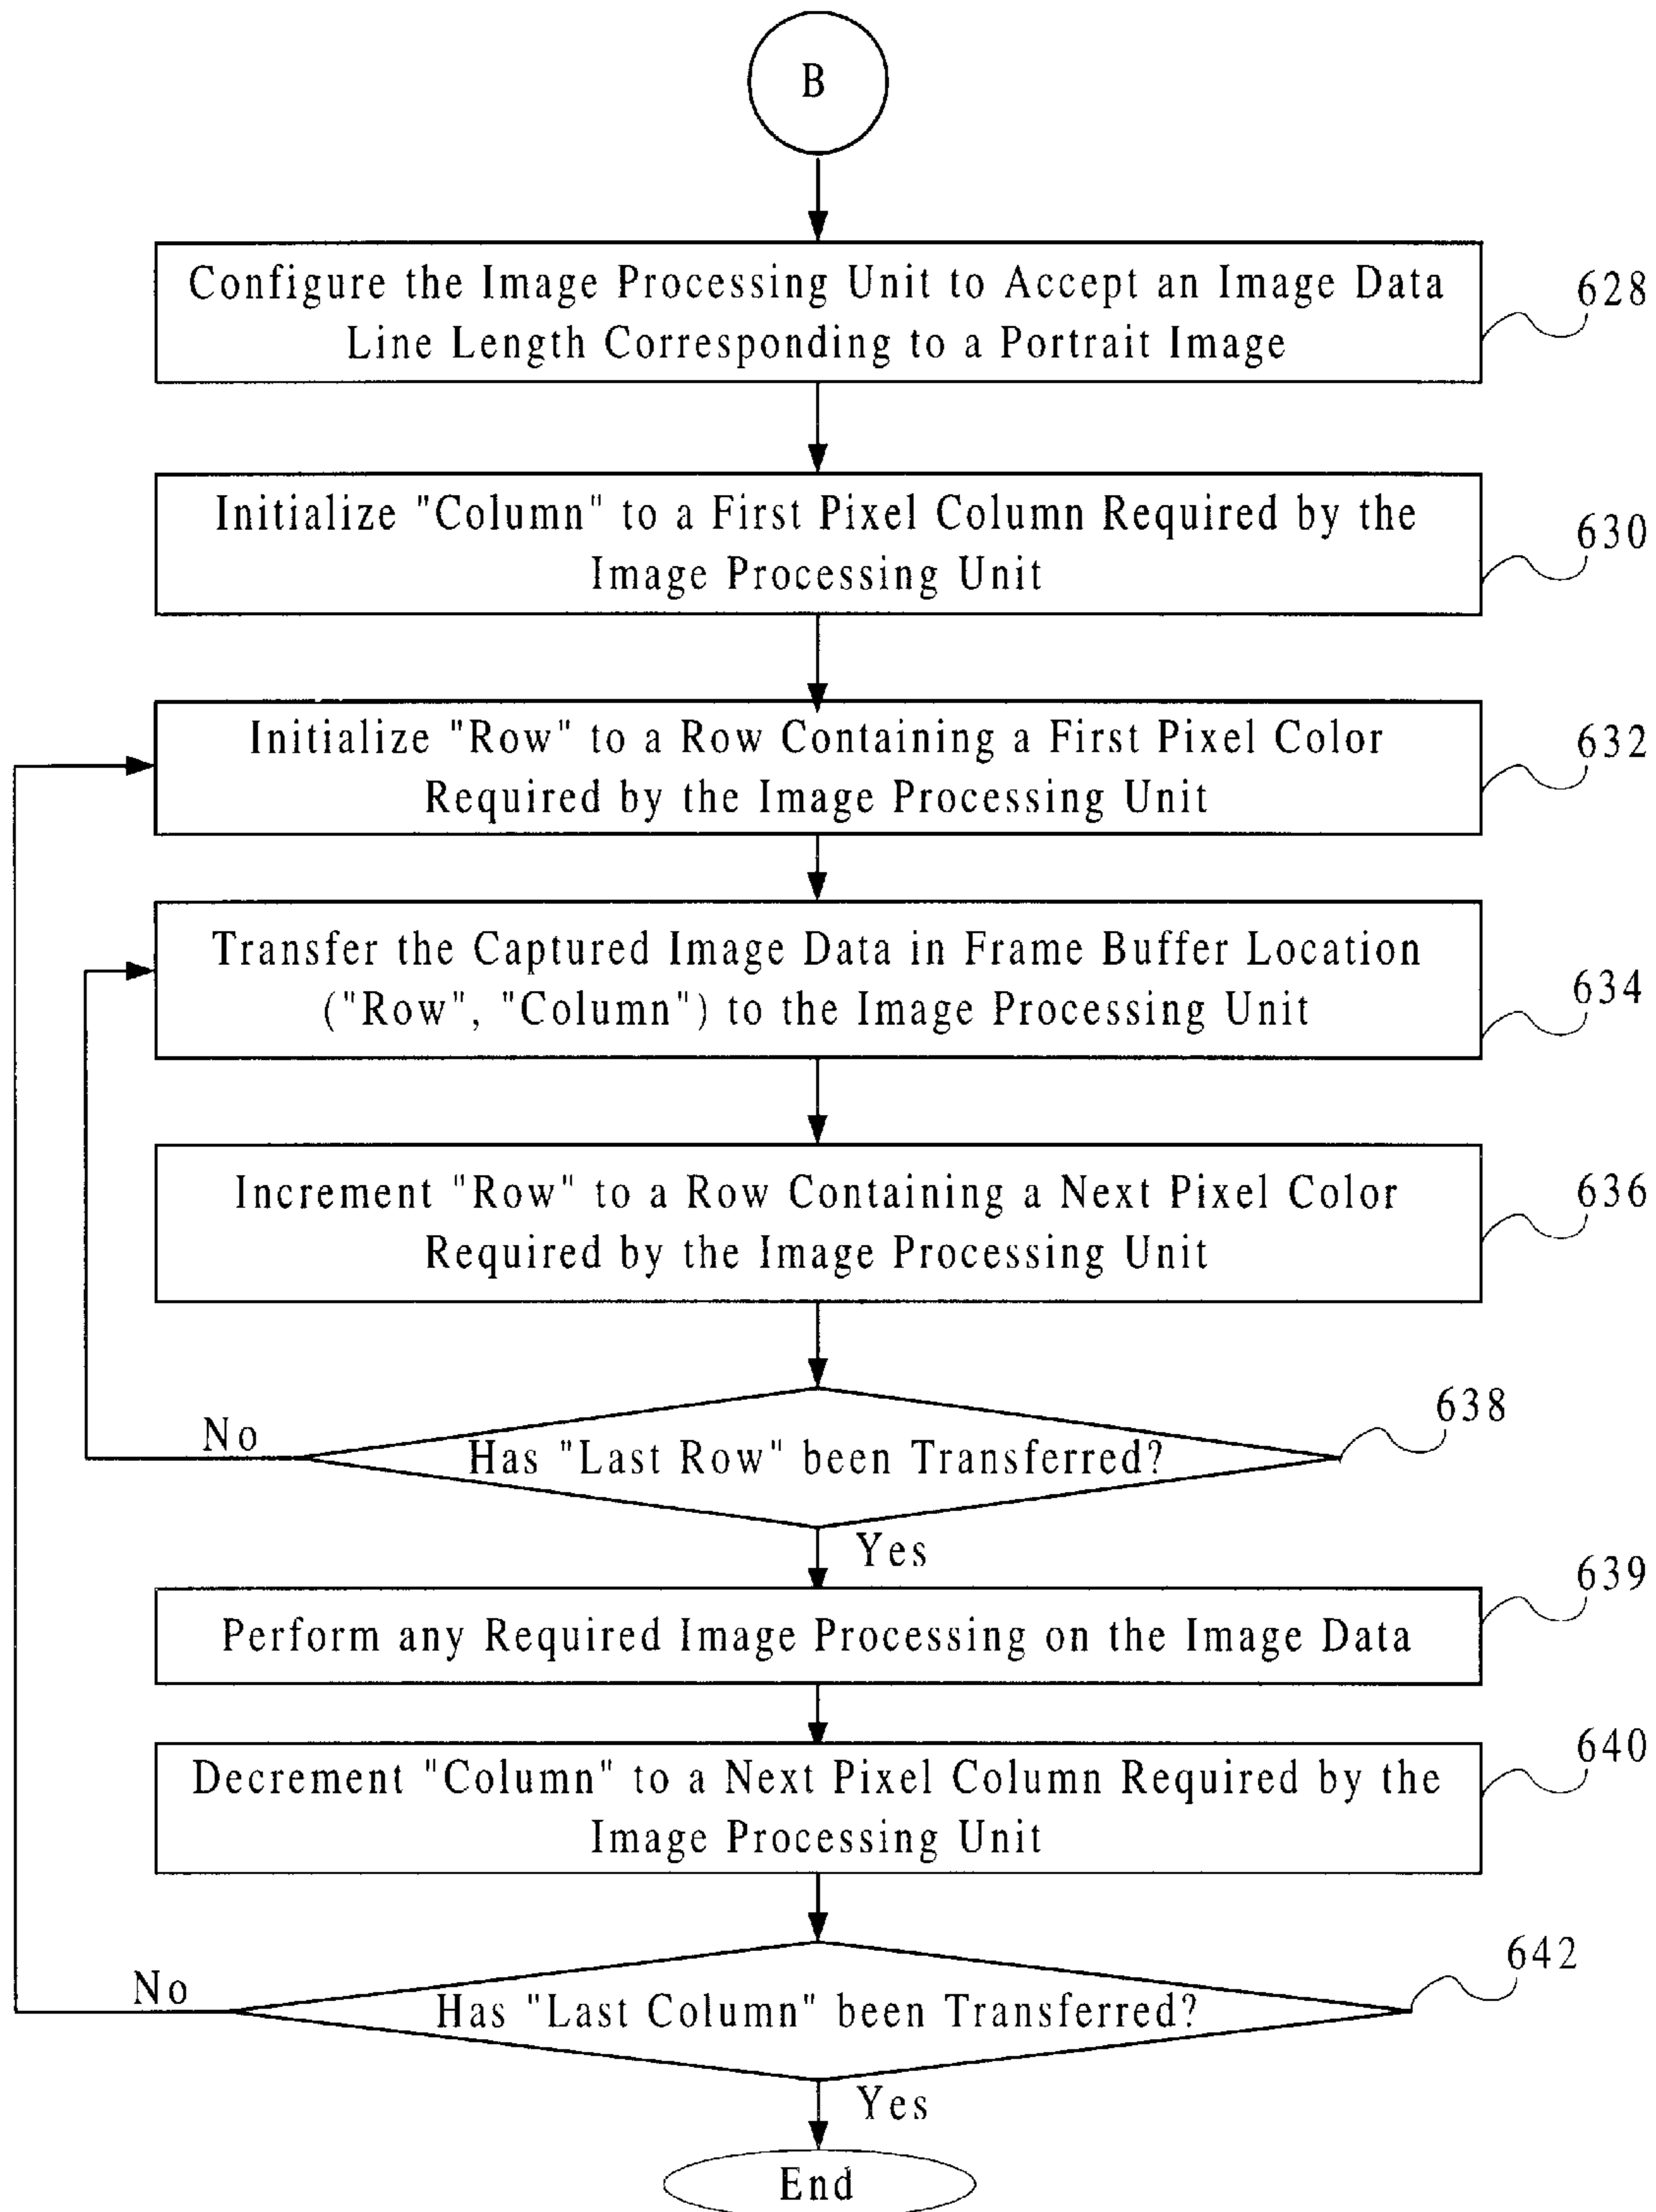 B
Configure the Image Processing Unit to Accept an Image Data
Line Length Corresponding to a Portrait Image
628
Initialize "Column" to a First Pixel Column Required by the
Image Processing Unit
630
Initialize "Row" to a Row Containing a First Pixel Color
Required by the Image Processing Unit
632
Transfer the Captured Image Data in Frame Buffer Location
("Row", "Column") to the Image Processing Unit
634
Increment "Row" to a Row Containing a Next Pixel Color
Required by the Image Processing Unit
636
638
No
Has "Last Row" been Transferred?
Yes
639
Perform any Required Image Processing on the Image Data
640
Decrement "Column" to a Next Pixel Column Required by the
Image Processing Unit
642
No
Has "Last Column" been Transferred?
Yes
End